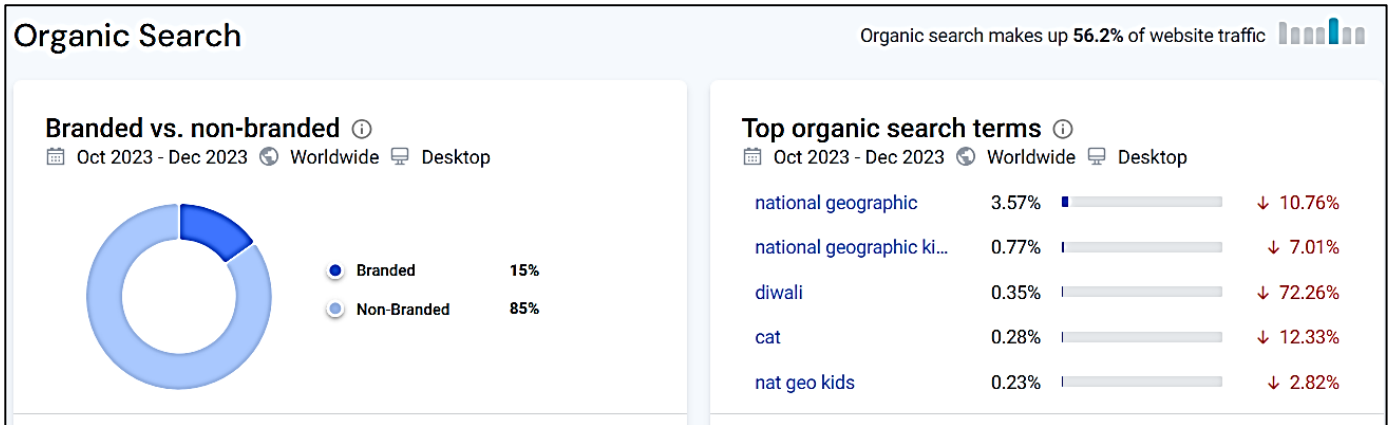 Organic Search
Organic search makes up 56.2% of website traffic
Branded vs. non-branded
Oct 2023 - Dec 2023 Worldwide Desktop
Branded 15%
Non-Branded 85%
Top organic search terms
Oct 2023 - Dec 2023 Worldwide Desktop
national geographic 3.57% ↓ 10.76%
national geographic ki... 0.77% ↓ 7.01%
diwali 0.35% ↓ 72.26%
cat 0.28% ↓ 12.33%
nat geo kids 0.23% ↓ 2.82%